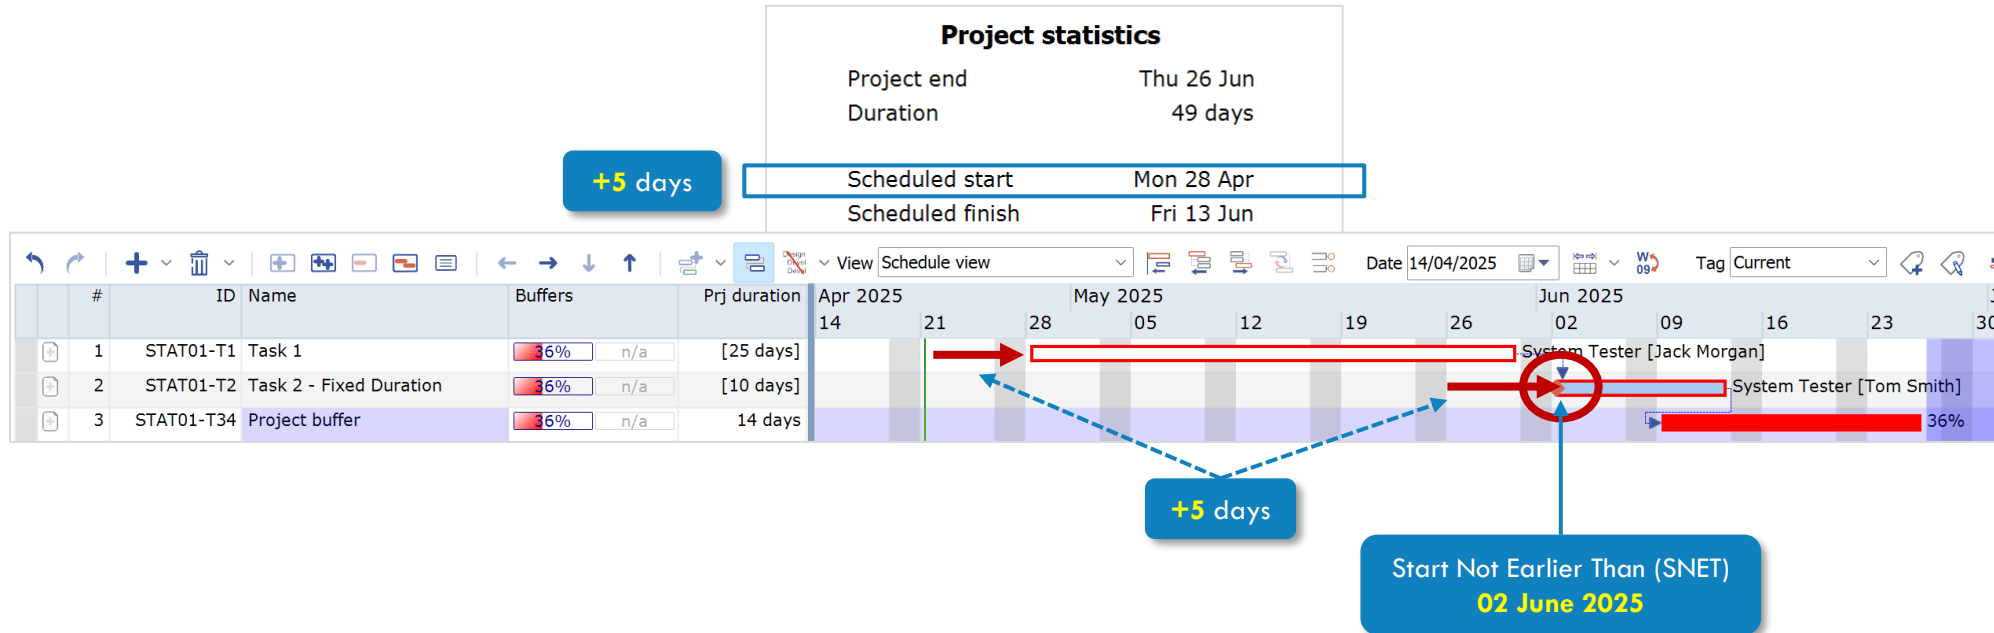 Project statistics
Project end Thu 26 Jun
Duration 49 days
+5 days
Scheduled start Mon 28 Apr
Scheduled finish Fri 13 Jun
View Schedule view Date 14/04/2025 W 09 Tag Current
# ID Name Buffers Prj duration Apr 2025 May 2025 Jun 2025
14 21 28 05 12 19 26 02 09 16 23 30
1 STAT01-T1 Task 1 36% n/a [25 days] System Tester [Jack Morgan]
2 STAT01-T2 Task 2 - Fixed Duration 36% n/a [10 days] System Tester [Tom Smith]
3 STAT01-T34 Project buffer 36% n/a 14 days 36%
+5 days
Start Not Earlier Than (SNET)
02 June 2025